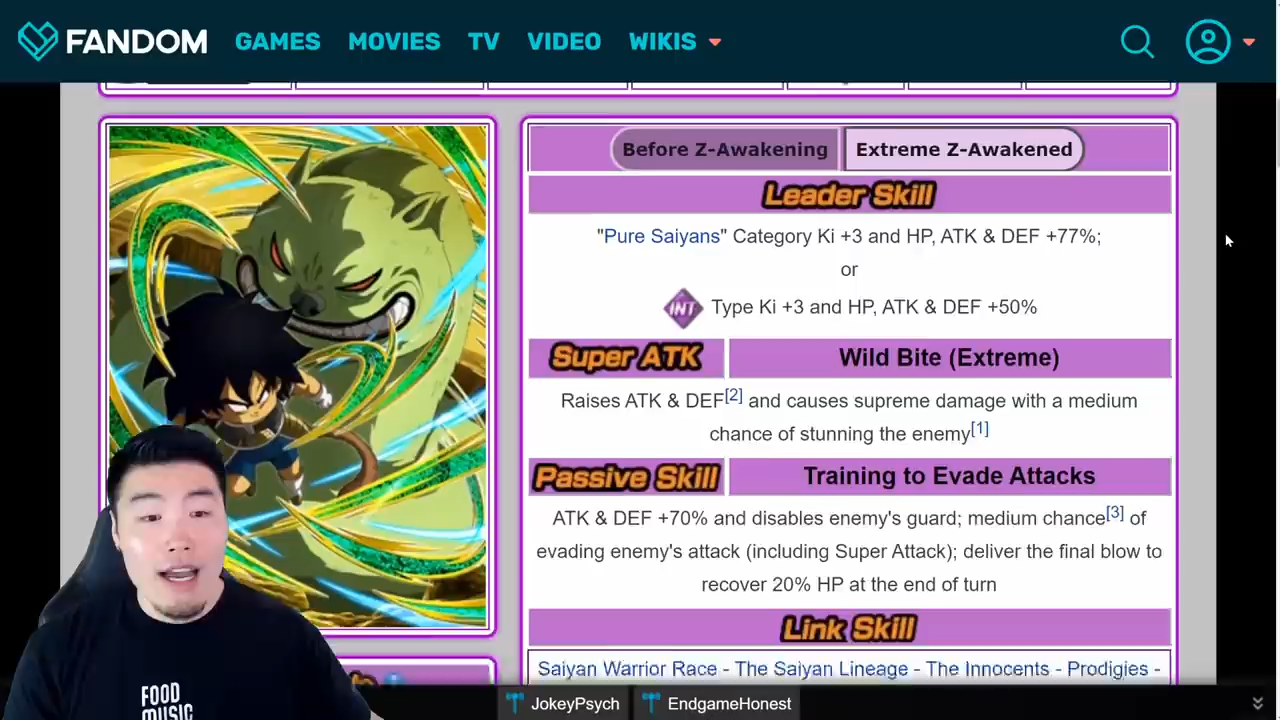 FANDOM GAMES MOVIES TV VIDEO WIKIS
Before Z-Awakening Extreme Z-Awakened
Leader Skill
"Pure Saiyans" Category Ki +3 and HP, ATK & DEF +77%;
or
INT Type Ki +3 and HP, ATK & DEF +50%
Super ATK Wild Bite (Extreme)
Raises ATK & DEF[2] and causes supreme damage with a medium
chance of stunning the enemy[1]
Passive Skill Training to Evade Attacks
ATK & DEF +70% and disables enemy's guard; medium chance[3] of
evading enemy's attack (including Super Attack); deliver the final blow to
recover 20% HP at the end of turn
Link Skill
Saiyan Warrior Race - The Saiyan Lineage - The Innocents - Prodigies -
FOOD
MUSIC
JokeyPsych EndgameHonest